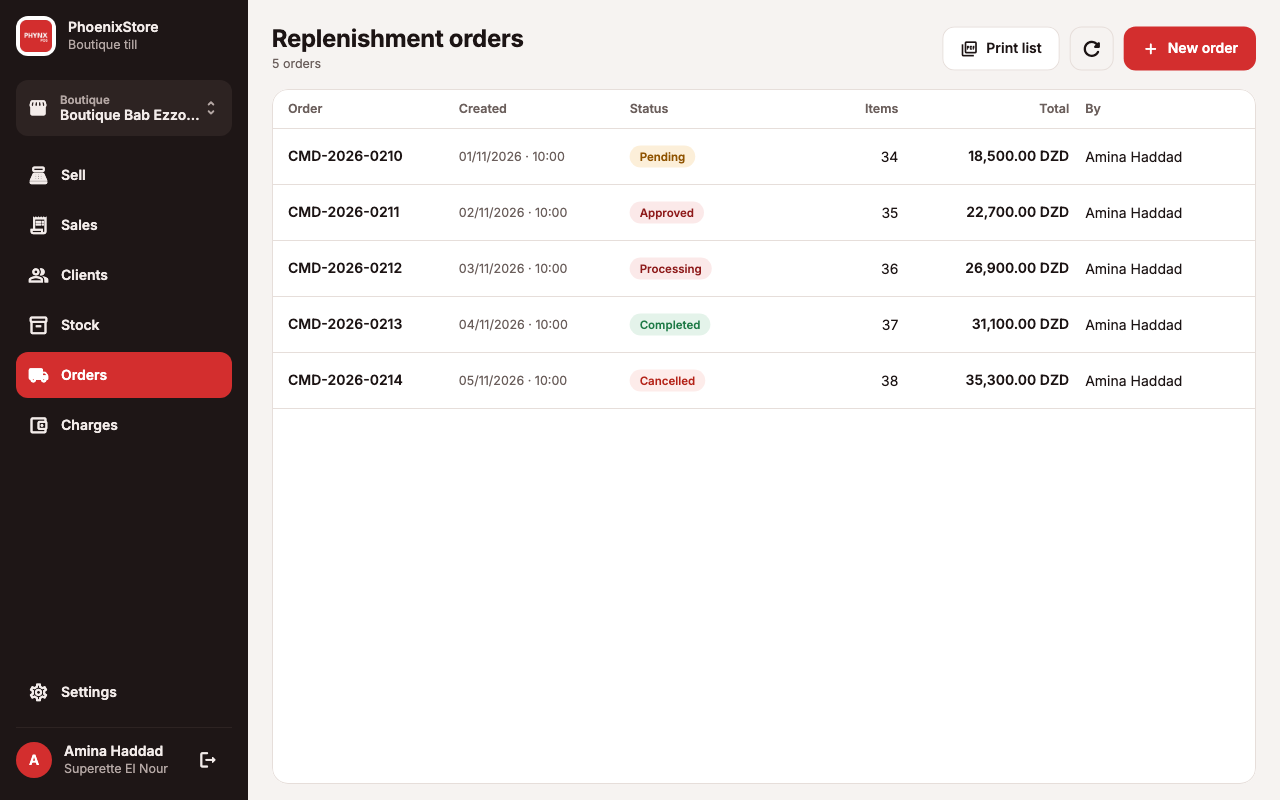 PHYNX
POS
PhoenixStore
Boutique till
Boutique
Boutique Bab Ezzo...
Sell
Sales
Clients
Stock
Orders
Charges
Settings
A
Amina Haddad
Superette El Nour
Replenishment orders
5 orders
Print list
New order
Order Created Status Items Total By
CMD-2026-0210 01/11/2026 · 10:00 Pending 34 18,500.00 DZD Amina Haddad
CMD-2026-0211 02/11/2026 · 10:00 Approved 35 22,700.00 DZD Amina Haddad
CMD-2026-0212 03/11/2026 · 10:00 Processing 36 26,900.00 DZD Amina Haddad
CMD-2026-0213 04/11/2026 · 10:00 Completed 37 31,100.00 DZD Amina Haddad
CMD-2026-0214 05/11/2026 · 10:00 Cancelled 38 35,300.00 DZD Amina Haddad